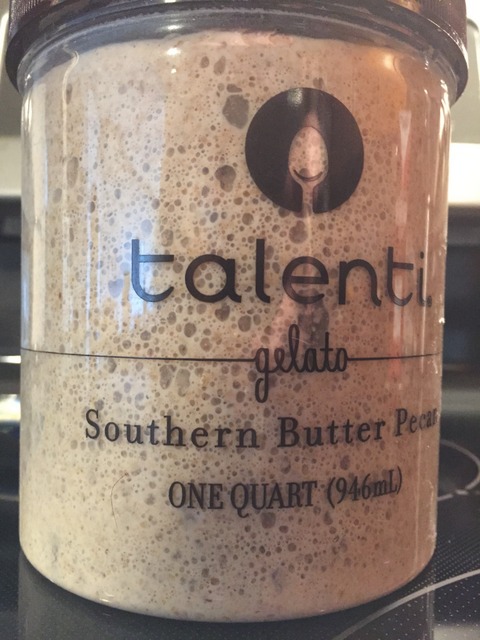 talenti
gelato
Southern Butter Pecan
ONE QUART (946mL)